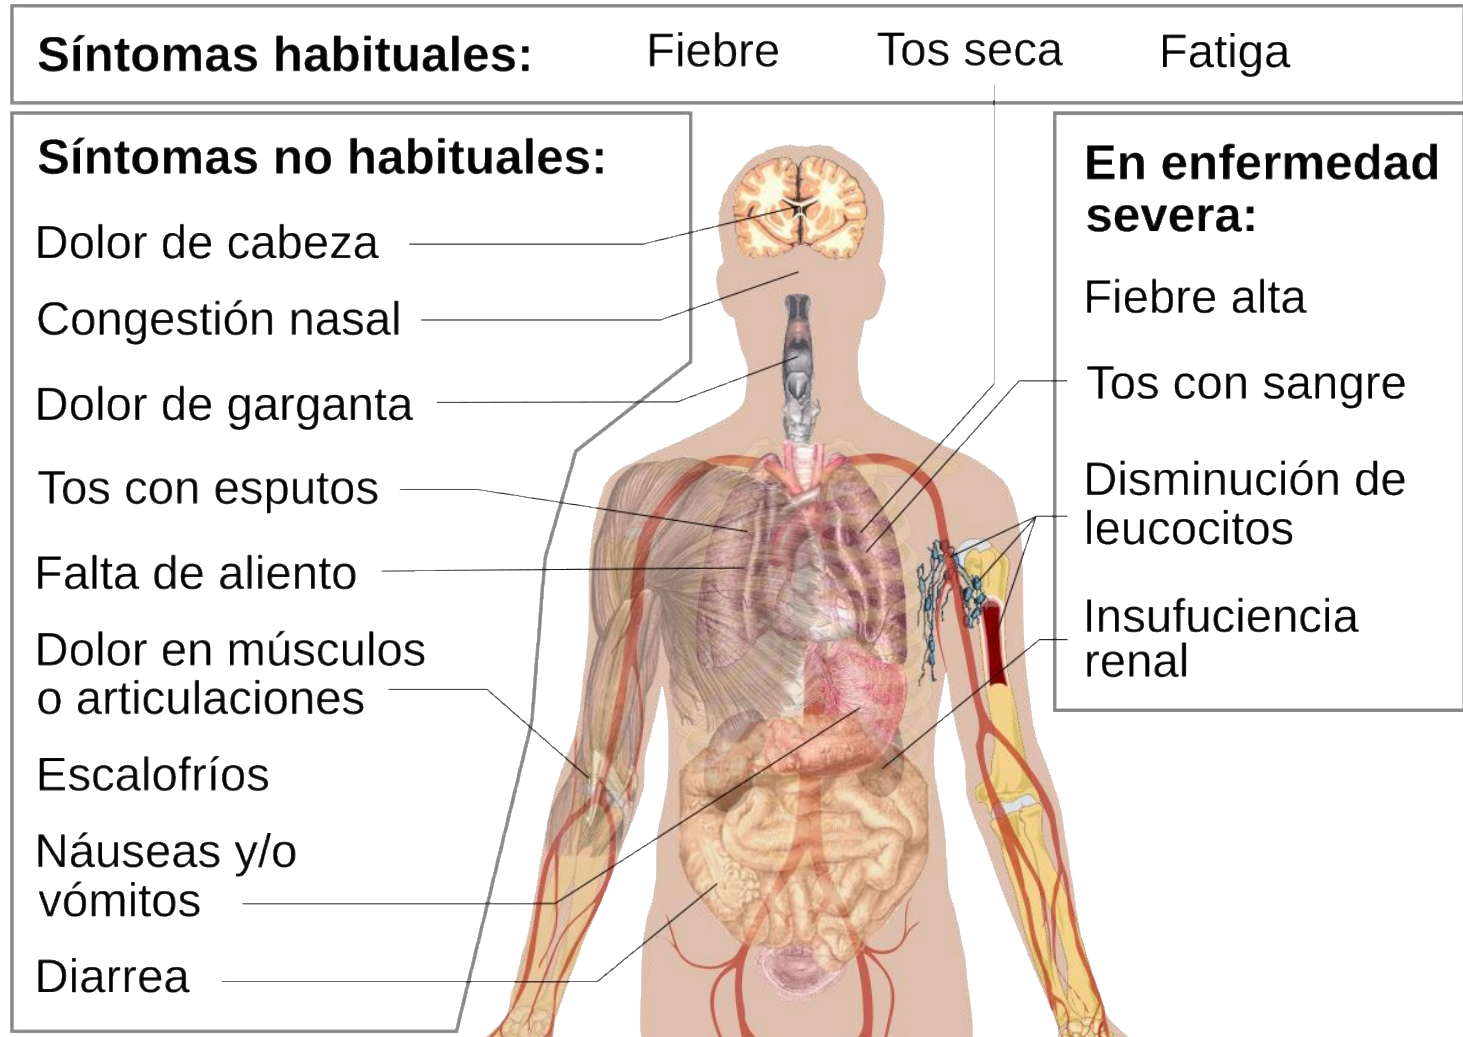 Síntomas habituales: Fiebre Tos seca Fatiga
Síntomas no habituales:
Dolor de cabeza
Congestión nasal
Dolor de garganta
Tos con esputos
Falta de aliento
Dolor en músculos
o articulaciones
Escalofríos
Náuseas y/o
vómitos
Diarrea
En enfermedad
severa:
Fiebre alta
Tos con sangre
Disminución de
leucocitos
Insufuciencia
renal